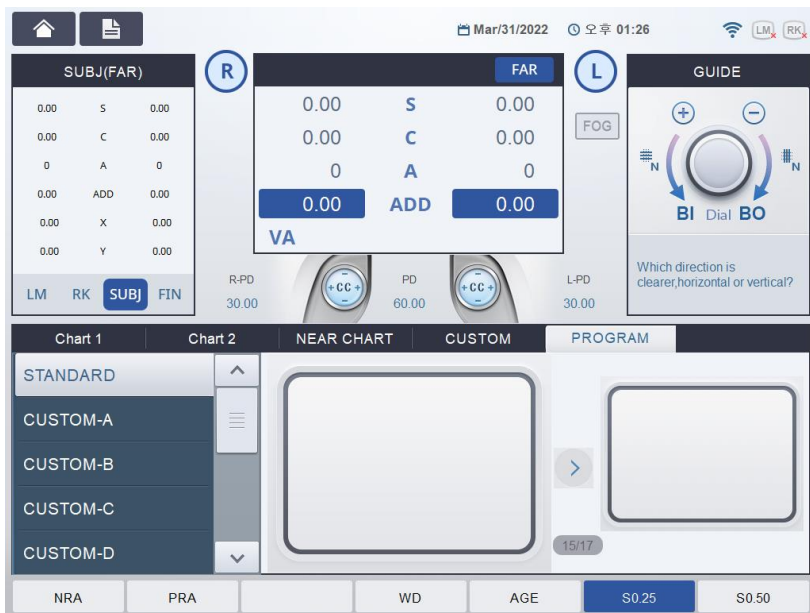 Mar/31/2022 오후 01:26 LM RK
SUBJ(FAR)
0.00 S 0.00
0.00 C 0.00
0 A 0
0.00 ADD 0.00
0.00 X 0.00
0.00 Y 0.00
LM RK SUBJ FIN
R
FAR
0.00 S 0.00
0.00 C 0.00
0 A 0
0.00 ADD 0.00
VA
L
FOG
GUIDE
+ −
N N
BI Dial BO
Which direction is
clearer,horizontal or vertical?
R-PD PD L-PD
30.00 60.00 30.00
+CC+ +CC+
Chart 1 Chart 2 NEAR CHART CUSTOM PROGRAM
STANDARD
CUSTOM-A
CUSTOM-B
CUSTOM-C
CUSTOM-D
15/17
NRA PRA WD AGE S0.25 S0.50